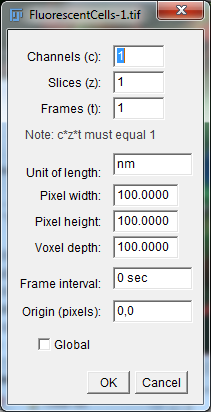 FluorescentCells-1.tif
Channels (c): 1
Slices (z): 1
Frames (t): 1
Note: c*z*t must equal 1
Unit of length: nm
Pixel width: 100.0000
Pixel height: 100.0000
Voxel depth: 100.0000
Frame interval: 0 sec
Origin (pixels): 0,0
Global
OK Cancel